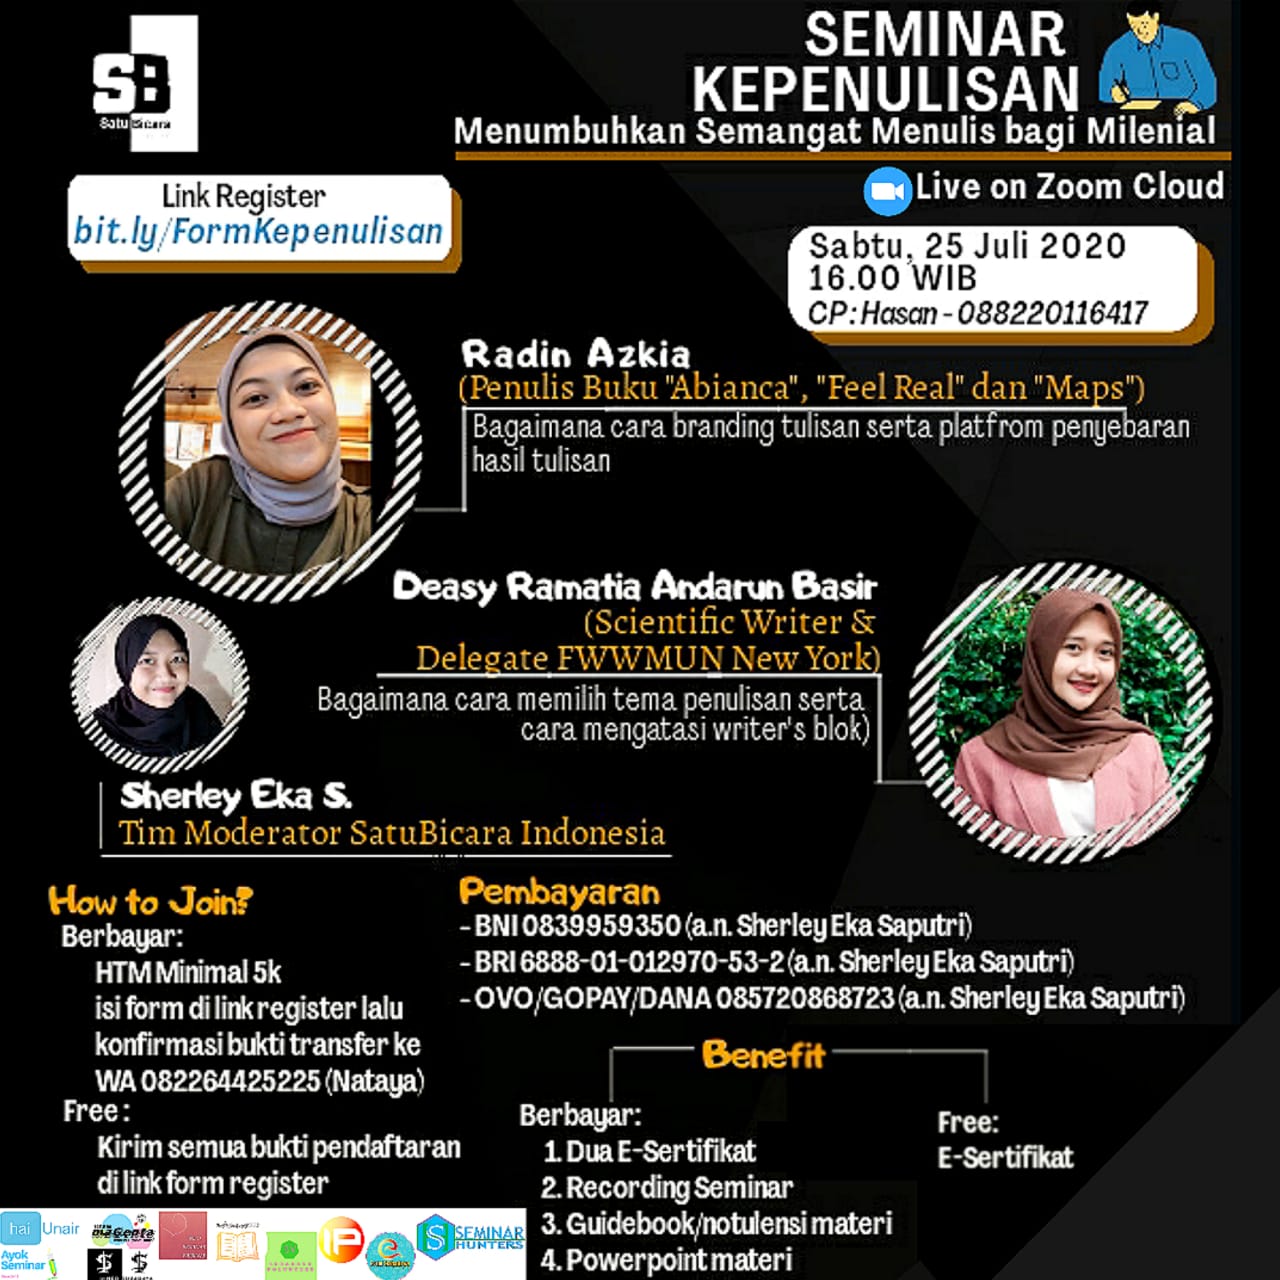 SB
SatuBicara
SEMINAR
KEPENULISAN
Menumbuhkan Semangat Menulis bagi Milenial
Live on Zoom Cloud
Link Register
bit.ly/FormKepenulisan
Sabtu, 25 Juli 2020
16.00 WIB
CP : Hasan - 088220116417
Radin Azkia
(Penulis Buku "Abianca", "Feel Real" dan "Maps")
Bagaimana cara branding tulisan serta platfrom penyebaran
hasil tulisan
Deasy Ramatia Andarun Basir
(Scientific Writer &
Delegate FWWMUN New York)
Bagaimana cara memilih tema penulisan serta
cara mengatasi writer's blok)
Sherley Eka S.
Tim Moderator SatuBicara Indonesia
How to Join?
Berbayar:
HTM Minimal 5k
isi form di link register lalu
konfirmasi bukti transfer ke
WA 082264425225 (Nataya)
Free :
Kirim semua bukti pendaftaran
di link form register
Pembayaran
- BNI 0839959350 (a.n. Sherley Eka Saputri)
- BRI 6888-01-012970-53-2 (a.n. Sherley Eka Saputri)
- OVO/GOPAY/DANA 085720868723 (a.n. Sherley Eka Saputri)
Benefit
Berbayar:
1. Dua E-Sertifikat
2. Recording Seminar
3. Guidebook/notulensi materi
4. Powerpoint materi
Free:
E-Sertifikat
hai Unair
maGenta
Ayok
Seminar
IP
SEMINAR
HUNTERS